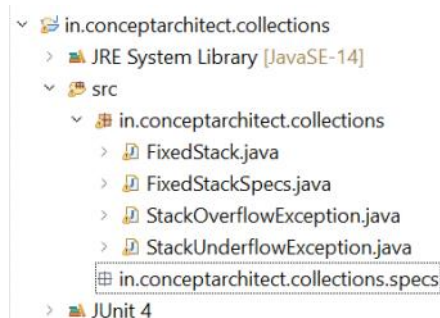 in.conceptarchitect.collections
JRE System Library [JavaSE-14]
src
in.conceptarchitect.collections
FixedStack.java
FixedStackSpecs.java
StackOverflowException.java
StackUnderflowException.java
in.conceptarchitect.collections.specs
JUnit 4